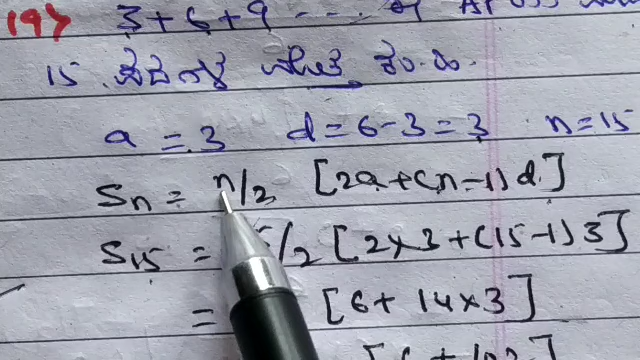 19) 3 + 6 + 9 ....
15 ಪದಗಳ ಮೊತ್ತ ಕಂ.ಹಿ.
a = 3 d = 6-3 = 3 n = 15
Sn = n/2 [2a + (n-1) d]
S15 = /2 [2×3 + (15-1) 3]
= [6 + 14×3]